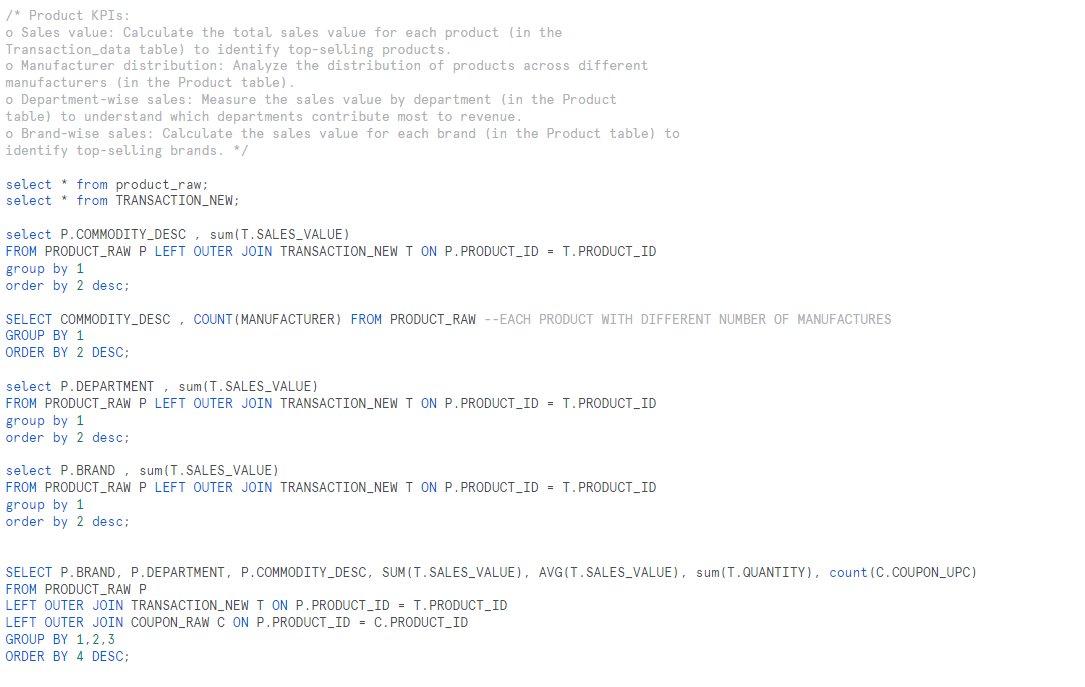 /* Product KPIs:
o Sales value: Calculate the total sales value for each product (in the
Transaction_data table) to identify top-selling products.
o Manufacturer distribution: Analyze the distribution of products across different
manufacturers (in the Product table).
o Department-wise sales: Measure the sales value by department (in the Product
table) to understand which departments contribute most to revenue.
o Brand-wise sales: Calculate the sales value for each brand (in the Product table) to
identify top-selling brands. */
select * from product_raw;
select * from TRANSACTION_NEW;
select P.COMMODITY_DESC , sum(T.SALES_VALUE)
FROM PRODUCT_RAW P LEFT OUTER JOIN TRANSACTION_NEW T ON P.PRODUCT_ID = T.PRODUCT_ID
group by 1
order by 2 desc;
SELECT COMMODITY_DESC , COUNT(MANUFACTURER) FROM PRODUCT_RAW --EACH PRODUCT WITH DIFFERENT NUMBER OF MANUFACTURES
GROUP BY 1
ORDER BY 2 DESC;
select P.DEPARTMENT , sum(T.SALES_VALUE)
FROM PRODUCT_RAW P LEFT OUTER JOIN TRANSACTION_NEW T ON P.PRODUCT_ID = T.PRODUCT_ID
group by 1
order by 2 desc;
select P.BRAND , sum(T.SALES_VALUE)
FROM PRODUCT_RAW P LEFT OUTER JOIN TRANSACTION_NEW T ON P.PRODUCT_ID = T.PRODUCT_ID
group by 1
order by 2 desc;
SELECT P.BRAND, P.DEPARTMENT, P.COMMODITY_DESC, SUM(T.SALES_VALUE), AVG(T.SALES_VALUE), sum(T.QUANTITY), count(C.COUPON_UPC)
FROM PRODUCT_RAW P
LEFT OUTER JOIN TRANSACTION_NEW T ON P.PRODUCT_ID = T.PRODUCT_ID
LEFT OUTER JOIN COUPON_RAW C ON P.PRODUCT_ID = C.PRODUCT_ID
GROUP BY 1,2,3
ORDER BY 4 DESC;